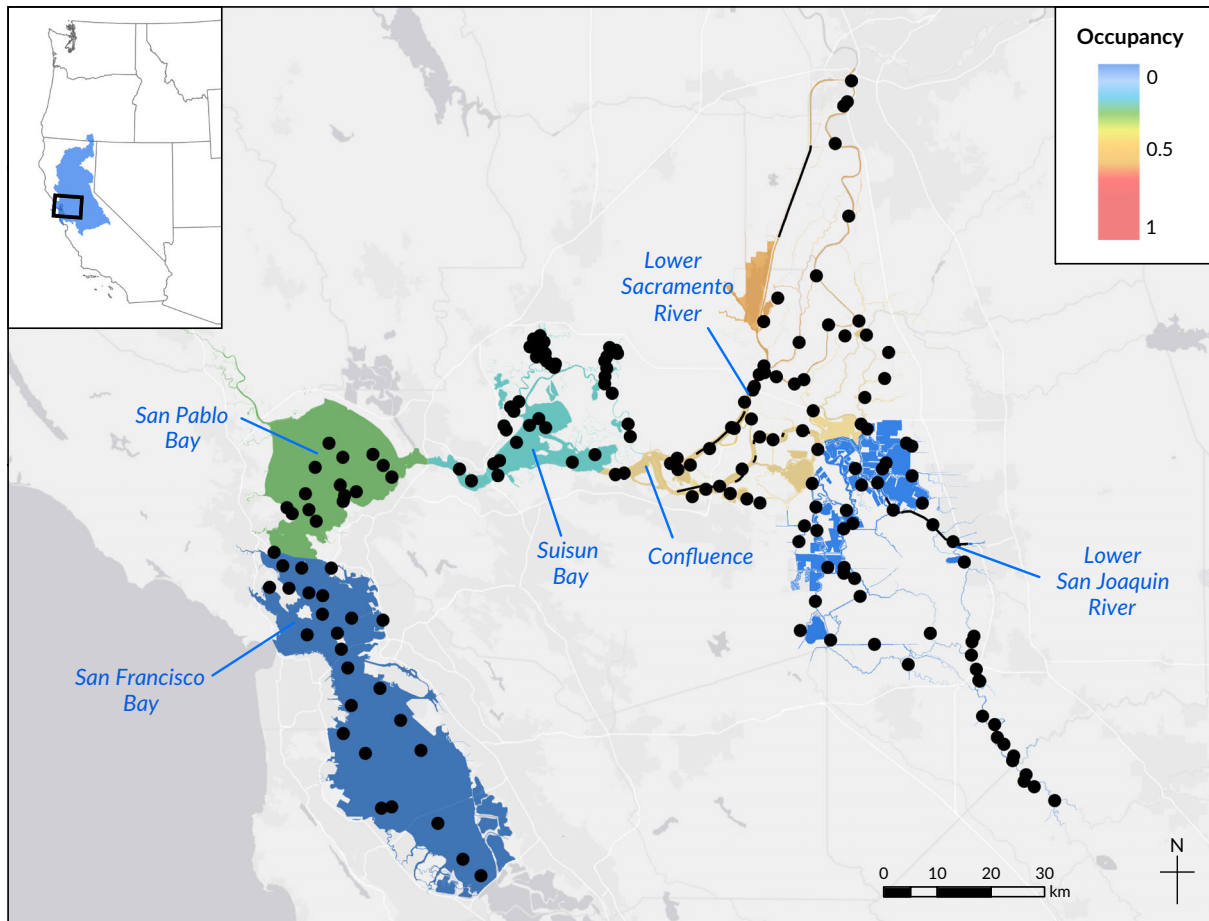 Occupancy
0
0.5
1
Lower
Sacramento
River
San Pablo
Bay
Suisun
Bay
Confluence
Lower
San Joaquin
River
San Francisco
Bay
N
0 10 20 30
km